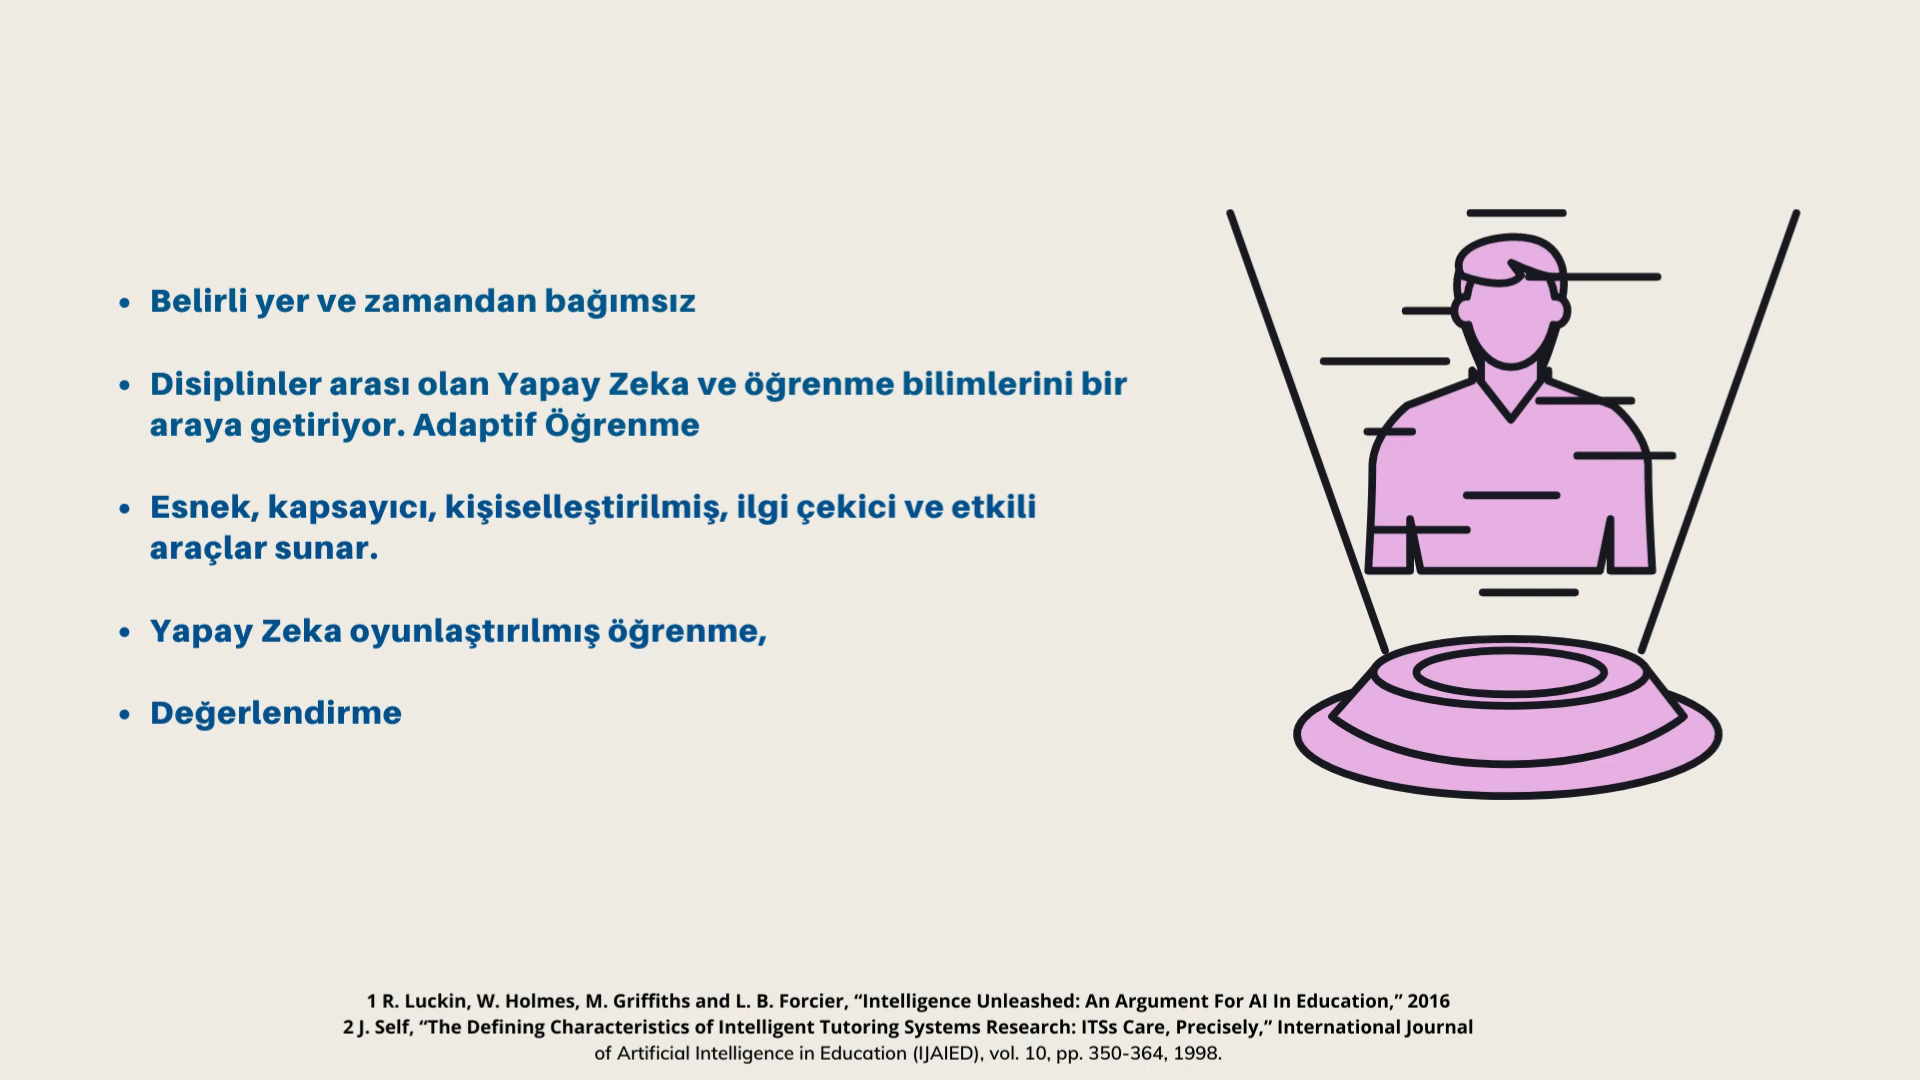 • Belirli yer ve zamandan bağımsız
• Disiplinler arası olan Yapay Zeka ve öğrenme bilimlerini bir
araya getiriyor. Adaptif Öğrenme
• Esnek, kapsayıcı, kişiselleştirilmiş, ilgi çekici ve etkili
araçlar sunar.
• Yapay Zeka oyunlaştırılmış öğrenme,
• Değerlendirme
1 R. Luckin, W. Holmes, M. Griffiths and L. B. Forcier, “Intelligence Unleashed: An Argument For AI In Education,” 2016
2 J. Self, “The Defining Characteristics of Intelligent Tutoring Systems Research: ITSs Care, Precisely,” International Journal
of Artificial Intelligence in Education (IJAIED), vol. 10, pp. 350-364, 1998.